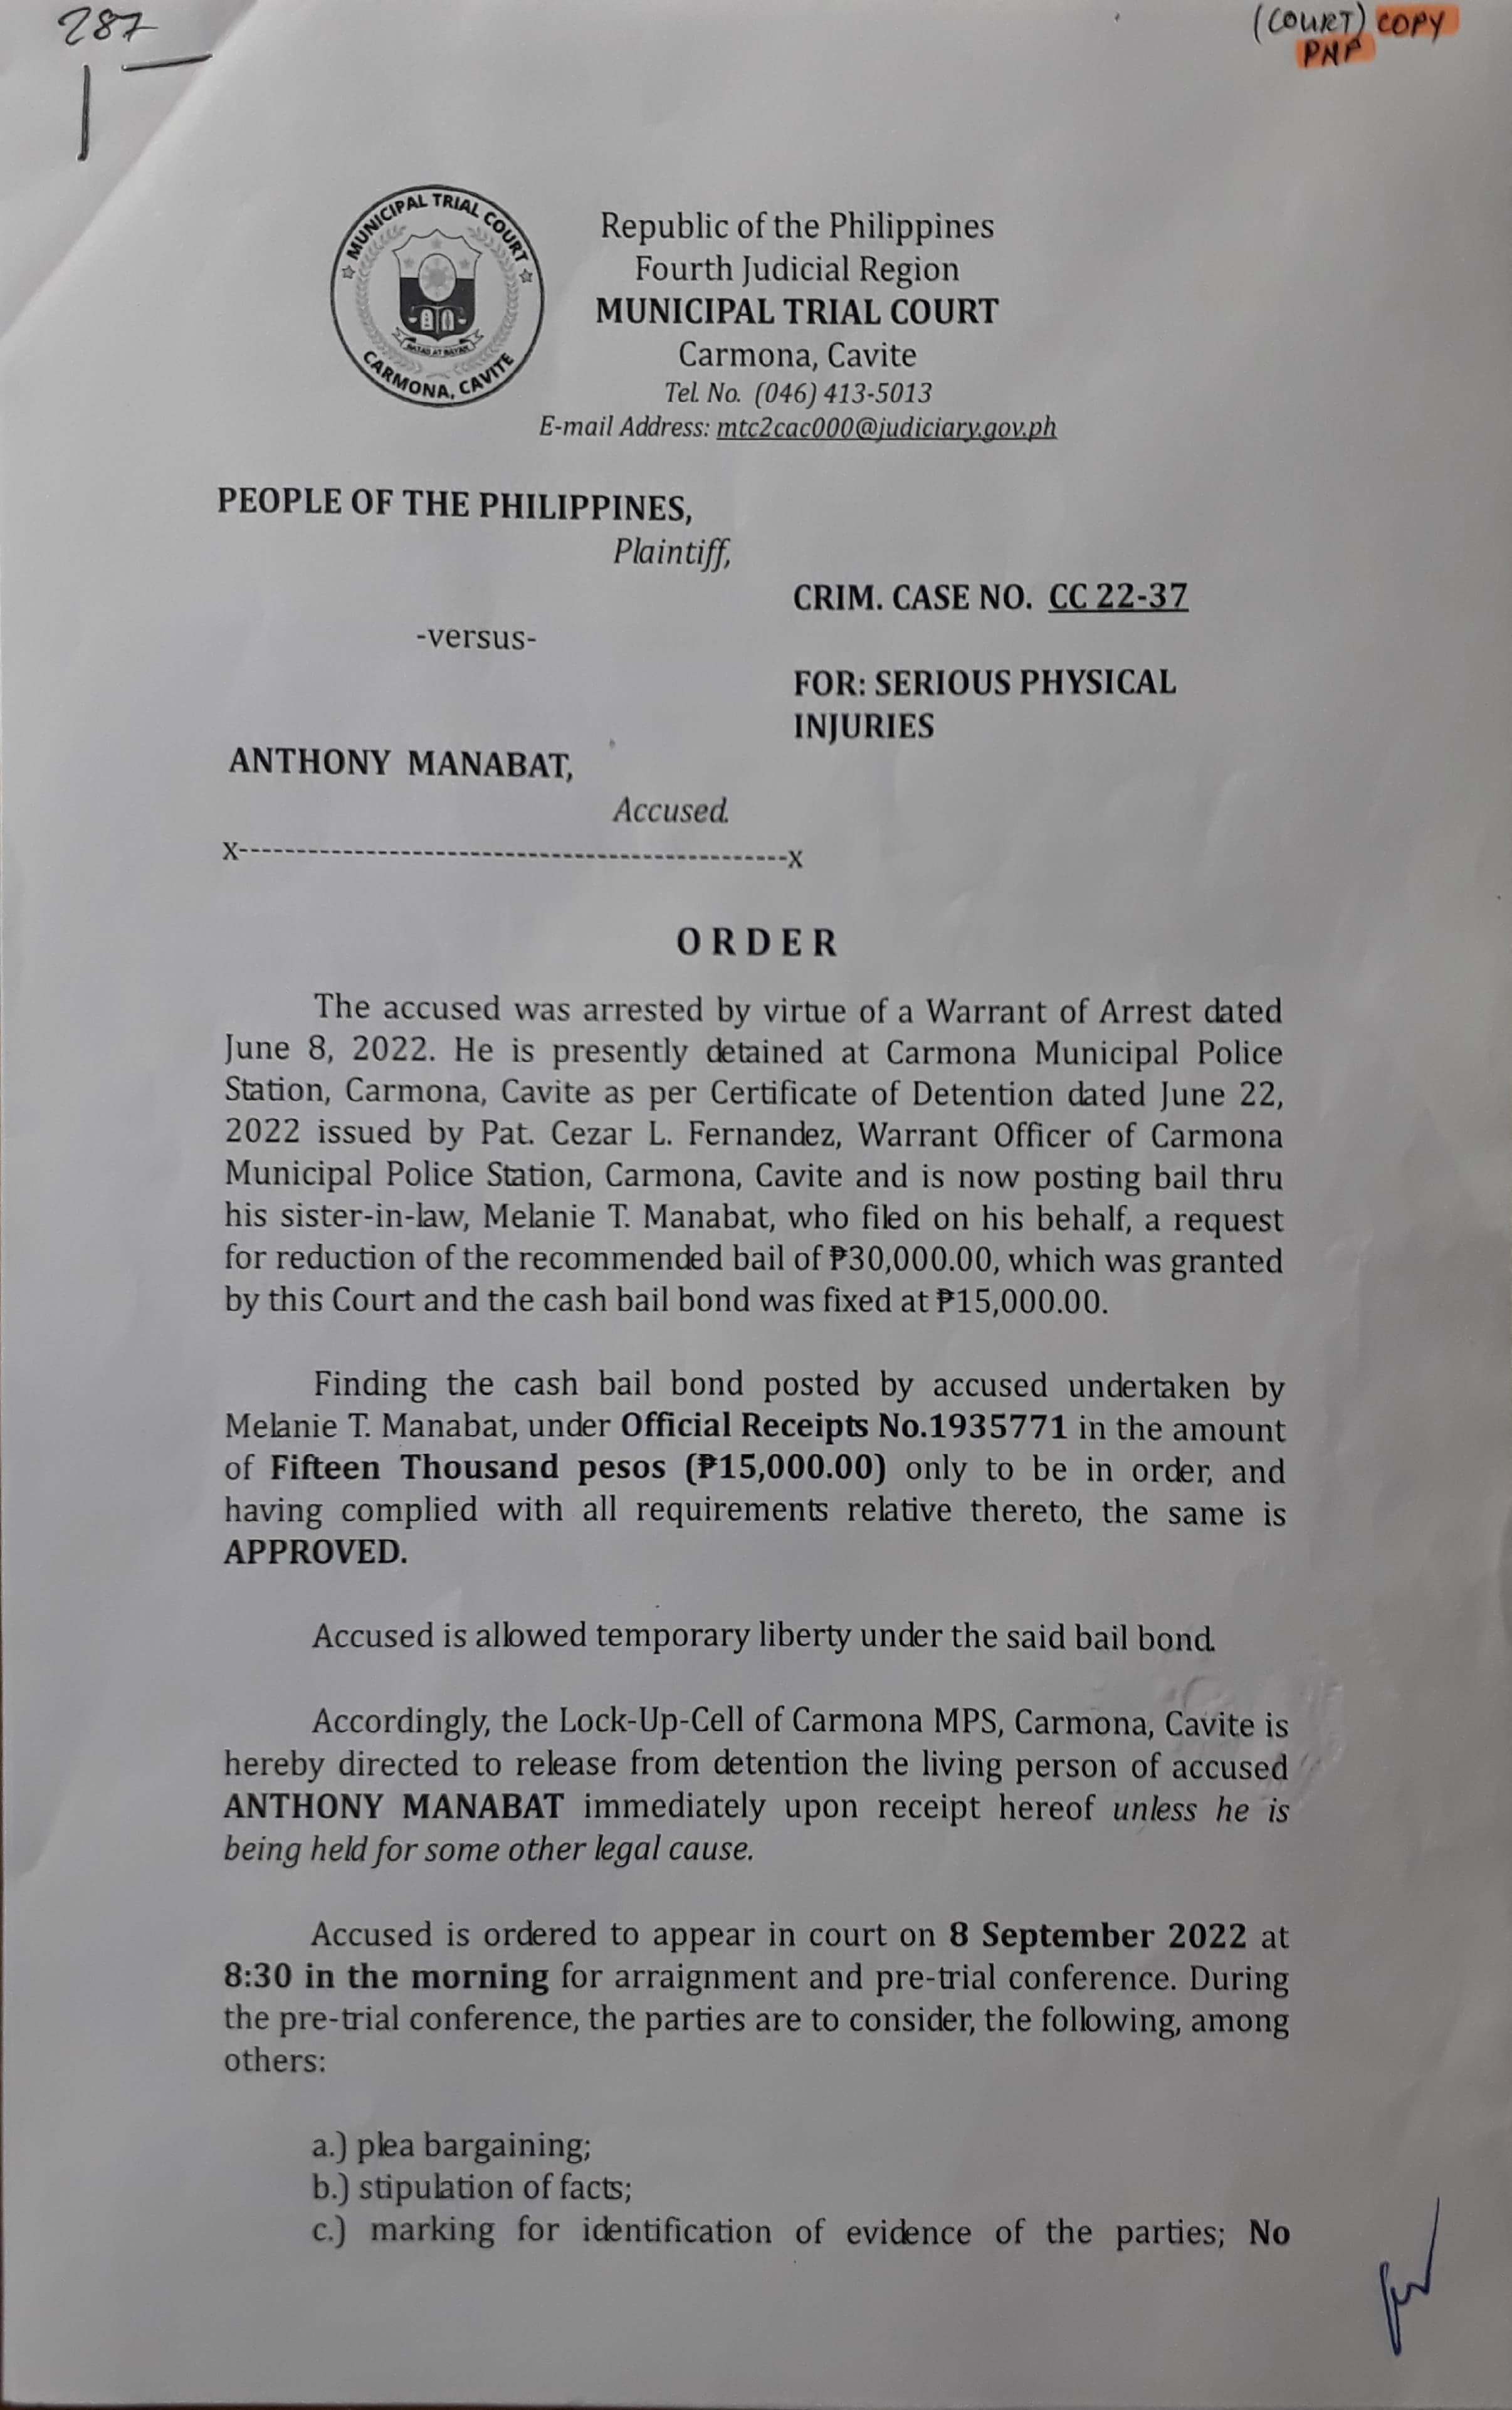 287
(COURT) COPY
PNP
MUNICIPAL TRIAL COURT
CARMONA, CAVITE
Republic of the Philippines
Fourth Judicial Region
MUNICIPAL TRIAL COURT
Carmona, Cavite
Tel. No. (046) 413-5013
E-mail Address: mtc2cac000@judiciary.gov.ph
PEOPLE OF THE PHILIPPINES,
Plaintiff,
CRIM. CASE NO. CC 22-37
-versus-
FOR: SERIOUS PHYSICAL
INJURIES
ANTHONY MANABAT,
Accused.
X-----------------------------------------------X
O R D E R
The accused was arrested by virtue of a Warrant of Arrest dated
June 8, 2022. He is presently detained at Carmona Municipal Police
Station, Carmona, Cavite as per Certificate of Detention dated June 22,
2022 issued by Pat. Cezar L. Fernandez, Warrant Officer of Carmona
Municipal Police Station, Carmona, Cavite and is now posting bail thru
his sister-in-law, Melanie T. Manabat, who filed on his behalf, a request
for reduction of the recommended bail of ₱30,000.00, which was granted
by this Court and the cash bail bond was fixed at ₱15,000.00.
Finding the cash bail bond posted by accused undertaken by
Melanie T. Manabat, under Official Receipts No.1935771 in the amount
of Fifteen Thousand pesos (₱15,000.00) only to be in order, and
having complied with all requirements relative thereto, the same is
APPROVED.
Accused is allowed temporary liberty under the said bail bond.
Accordingly, the Lock-Up-Cell of Carmona MPS, Carmona, Cavite is
hereby directed to release from detention the living person of accused
ANTHONY MANABAT immediately upon receipt hereof unless he is
being held for some other legal cause.
Accused is ordered to appear in court on 8 September 2022 at
8:30 in the morning for arraignment and pre-trial conference. During
the pre-trial conference, the parties are to consider, the following, among
others:
a.) plea bargaining;
b.) stipulation of facts;
c.) marking for identification of evidence of the parties; No